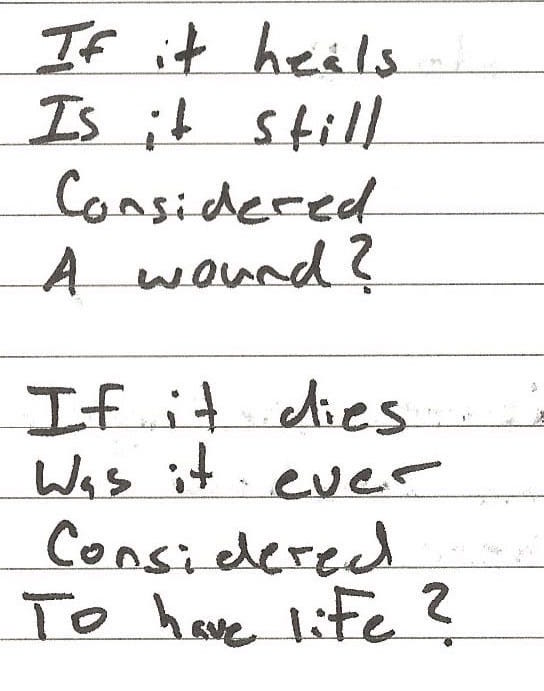 If it heals
Is it still
Considered
A wound?
If it dies
Was it ever
Considered
To have life?